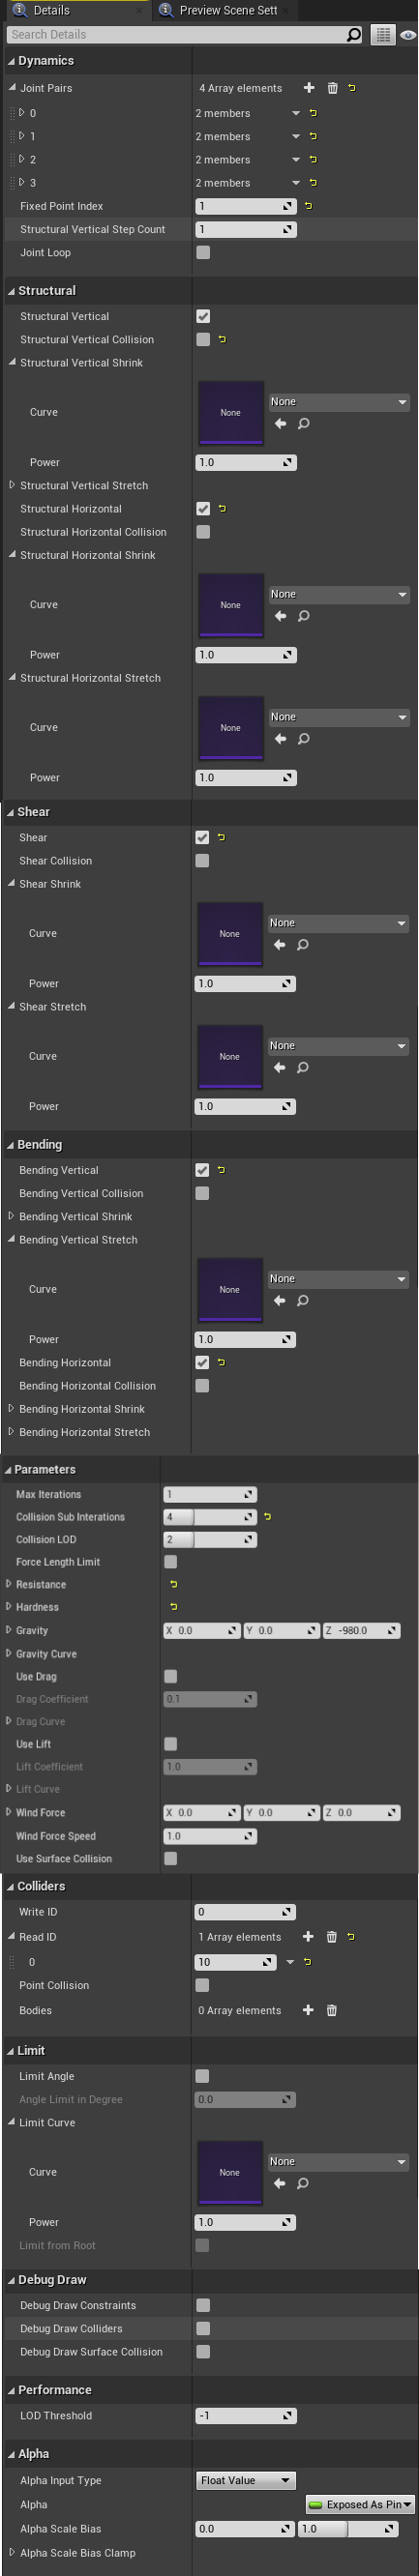 Details
Preview Scene Sett
Search Details
Dynamics
Joint Pairs 4 Array elements
0 2 members
1 2 members
2 2 members
3 2 members
Fixed Point Index 1
Structural Vertical Step Count 1
Joint Loop
Structural
Structural Vertical
Structural Vertical Collision
Structural Vertical Shrink
Curve None None
Power 1.0
Structural Vertical Stretch
Structural Horizontal
Structural Horizontal Collision
Structural Horizontal Shrink
Curve None None
Power 1.0
Structural Horizontal Stretch
Curve None None
Power 1.0
Shear
Shear
Shear Collision
Shear Shrink
Curve None None
Power 1.0
Shear Stretch
Curve None None
Power 1.0
Bending
Bending Vertical
Bending Vertical Collision
Bending Vertical Shrink
Bending Vertical Stretch
Curve None None
Power 1.0
Bending Horizontal
Bending Horizontal Collision
Bending Horizontal Shrink
Bending Horizontal Stretch
Parameters
Max Iterations 1
Collision Sub Interations 4
Collision LOD 2
Force Length Limit
Resistance
Hardness
Gravity X 0.0 Y 0.0 Z -980.0
Gravity Curve
Use Drag
Drag Coefficient 0.1
Drag Curve
Use Lift
Lift Coefficient 1.0
Lift Curve
Wind Force X 0.0 Y 0.0 Z 0.0
Wind Force Speed 1.0
Use Surface Collision
Colliders
Write ID 0
Read ID 1 Array elements
0 10
Point Collision
Bodies 0 Array elements
Limit
Limit Angle
Angle Limit in Degree 0.0
Limit Curve
Curve None None
Power 1.0
Limit from Root
Debug Draw
Debug Draw Constraints
Debug Draw Colliders
Debug Draw Surface Collision
Performance
LOD Threshold -1
Alpha
Alpha Input Type Float Value
Alpha Exposed As Pin
Alpha Scale Bias 0.0 1.0
Alpha Scale Bias Clamp